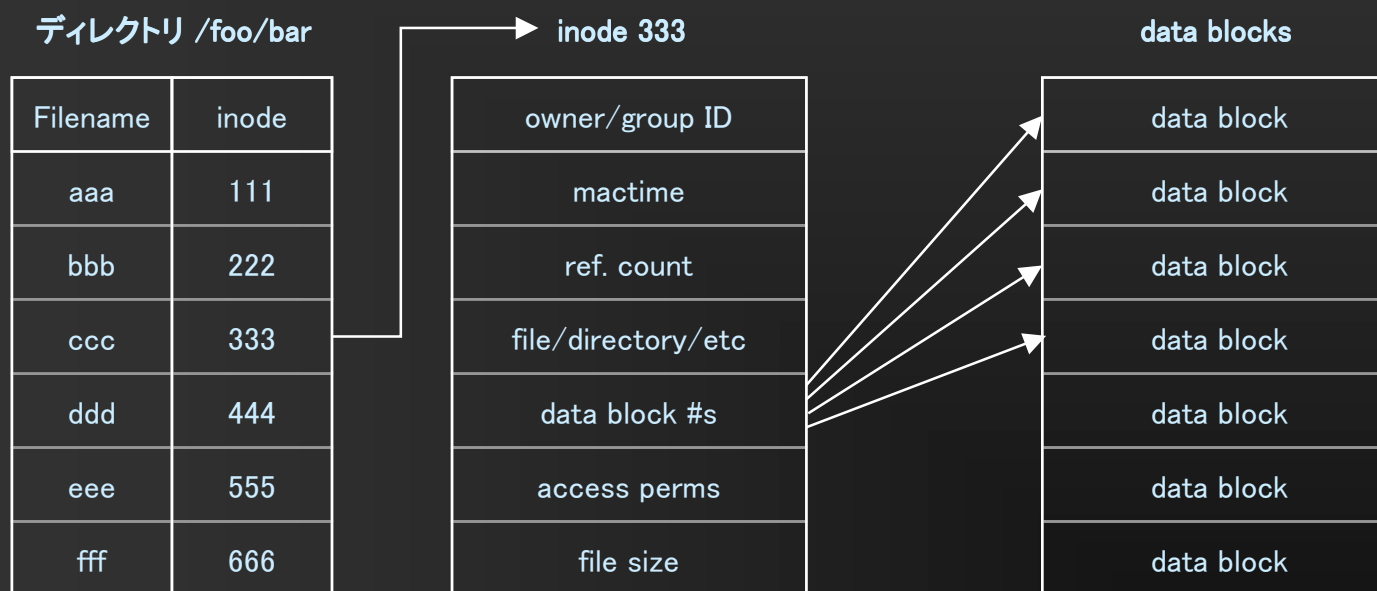 ディレクトリ /foo/bar
inode 333
data blocks
Filename inode
aaa 111
bbb 222
ccc 333
ddd 444
eee 555
fff 666
owner/group ID
mactime
ref. count
file/directory/etc
data block #s
access perms
file size
data block
data block
data block
data block
data block
data block
data block